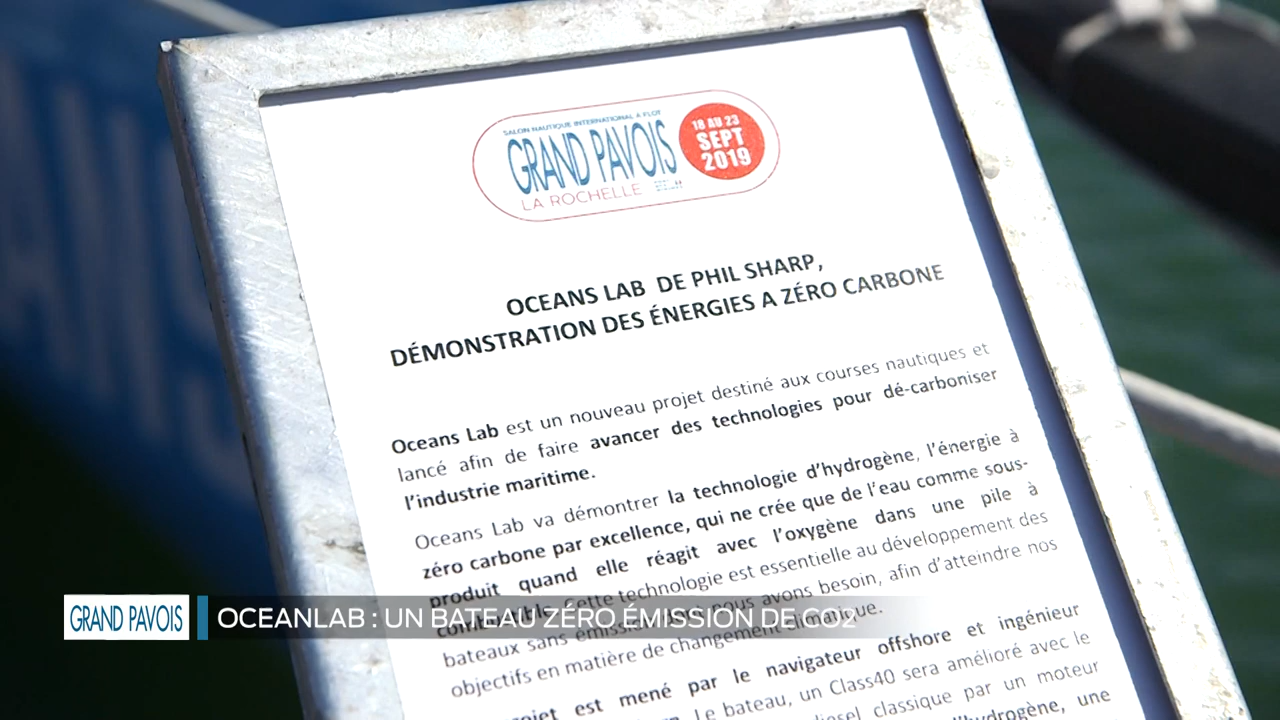 SALON NAUTIQUE INTERNATIONAL A FLOT
GRAND PAVOIS
LA ROCHELLE
18 AU 23
SEPT
2019
OCEANS LAB DE PHIL SHARP,
DÉMONSTRATION DES ÉNERGIES A ZÉRO CARBONE
Oceans Lab est un nouveau projet destiné aux courses nautiques et
lancé afin de faire avancer des technologies pour dé-carboniser
l'industrie maritime.
Oceans Lab va démontrer la technologie d'hydrogène, l'énergie à
zéro carbone par excellence, qui ne crée que de l'eau comme sous-
produit quand elle réagit avec l'oxygène dans une pile à
combustible. Cette technologie est essentielle au développement des
bateaux sans émission dont nous avons besoin, afin d'atteindre nos
objectifs en matière de changement climatique.
est mené par le navigateur offshore et ingénieur
Le bateau, un Class40 sera amélioré avec le
diesel classique par un moteur
d'hydrogène, une
GRAND PAVOIS
OCEANLAB : UN BATEAU ZÉRO ÉMISSION DE CO2